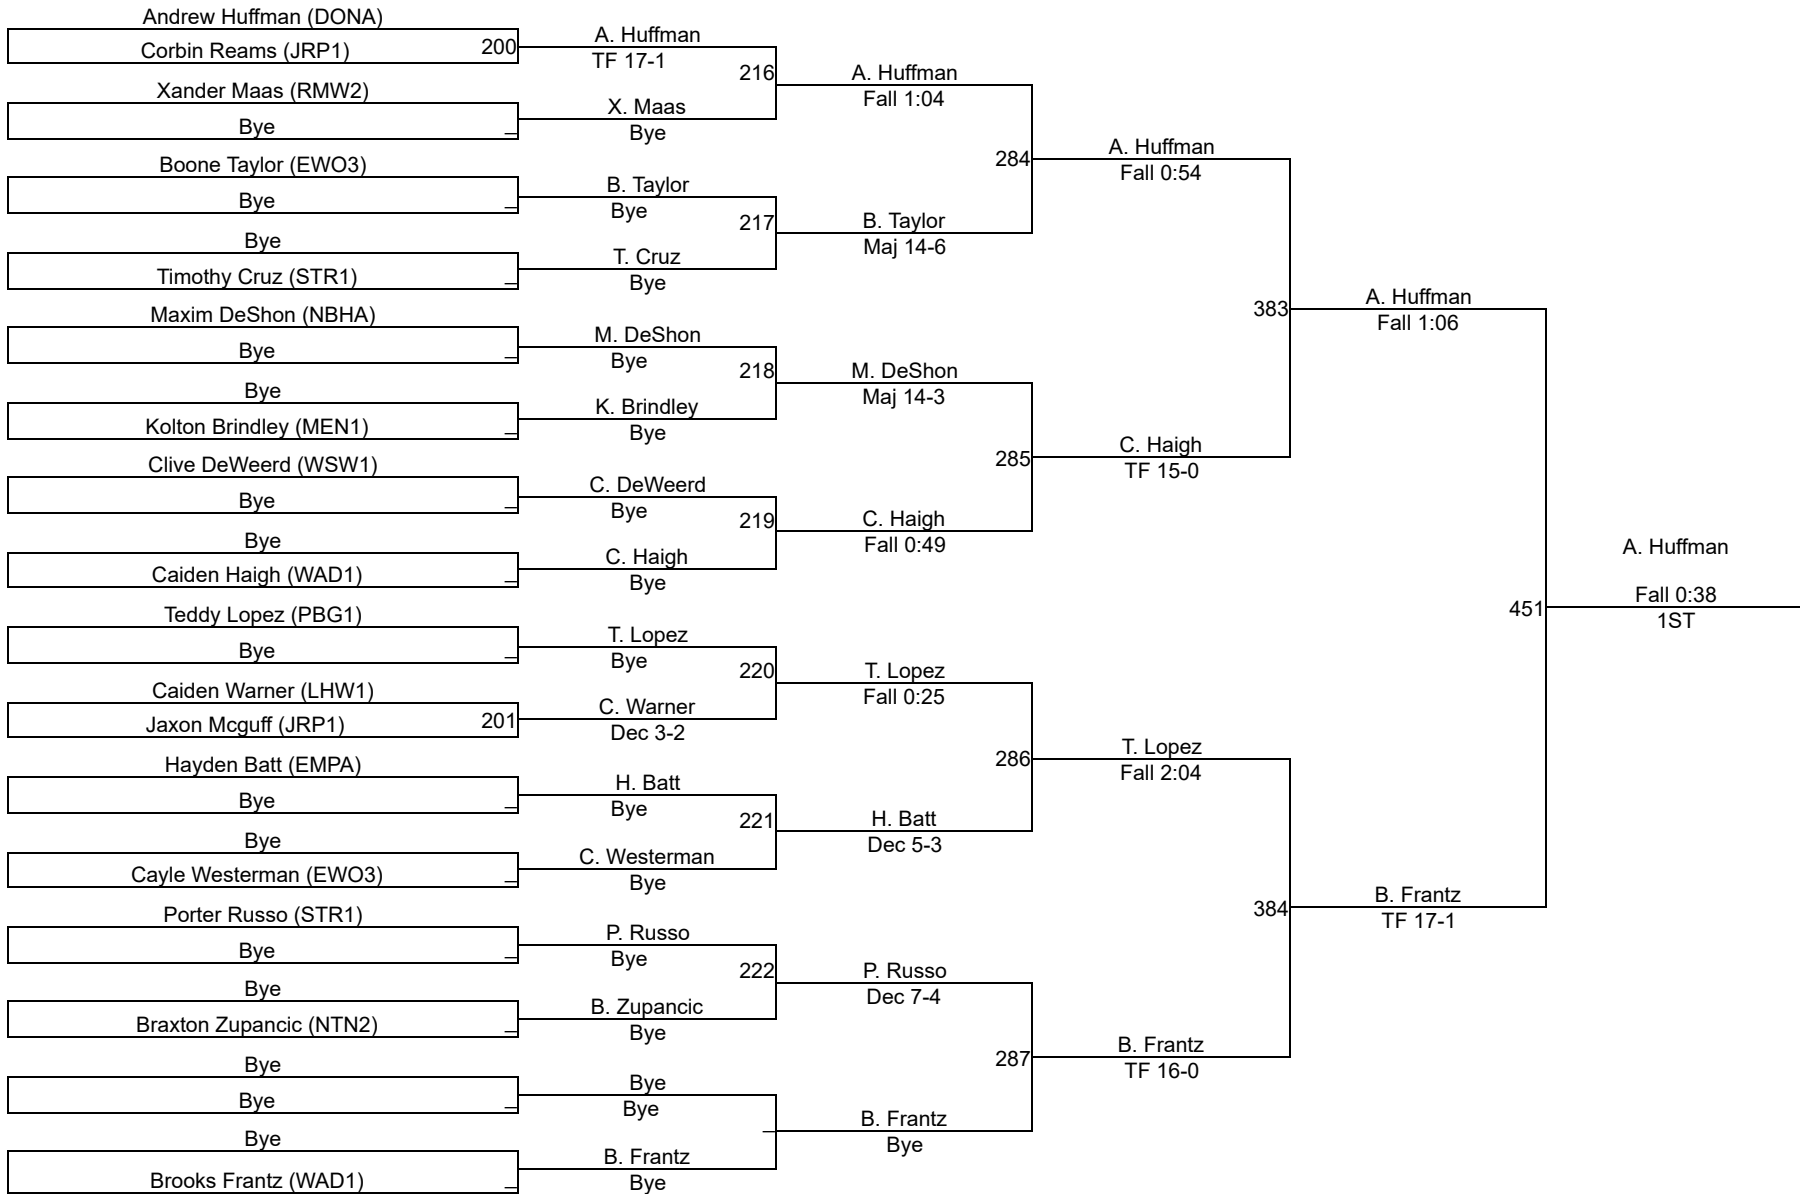 Andrew Huffman (DONA)
Corbin Reams (JRP1) 200
Xander Maas (RMW2)
Bye _
Boone Taylor (EWO3)
Bye _
Bye
Timothy Cruz (STR1) _
Maxim DeShon (NBHA)
Bye _
Bye
Kolton Brindley (MEN1) _
Clive DeWeerd (WSW1)
Bye _
Bye
Caiden Haigh (WAD1) _
Teddy Lopez (PBG1)
Bye _
Caiden Warner (LHW1)
Jaxon Mcguff (JRP1) 201
Hayden Batt (EMPA)
Bye _
Bye
Cayle Westerman (EWO3) _
Porter Russo (STR1)
Bye _
Bye
Braxton Zupancic (NTN2) _
Bye
Bye _
Bye
Brooks Frantz (WAD1) _
A. Huffman
TF 17-1
216
X. Maas
Bye
B. Taylor
Bye
217
T. Cruz
Bye
M. DeShon
Bye
218
K. Brindley
Bye
C. DeWeerd
Bye
219
C. Haigh
Bye
T. Lopez
Bye
220
C. Warner
Dec 3-2
H. Batt
Bye
221
C. Westerman
Bye
P. Russo
Bye
222
B. Zupancic
Bye
Bye
Bye
_
B. Frantz
Bye
A. Huffman
Fall 1:04
284
B. Taylor
Maj 14-6
M. DeShon
Maj 14-3
285
C. Haigh
Fall 0:49
T. Lopez
Fall 0:25
286
H. Batt
Dec 5-3
P. Russo
Dec 7-4
287
B. Frantz
Bye
A. Huffman
Fall 0:54
383
C. Haigh
TF 15-0
T. Lopez
Fall 2:04
384
B. Frantz
TF 16-0
A. Huffman
Fall 1:06
451
B. Frantz
TF 17-1
A. Huffman
Fall 0:38
1ST